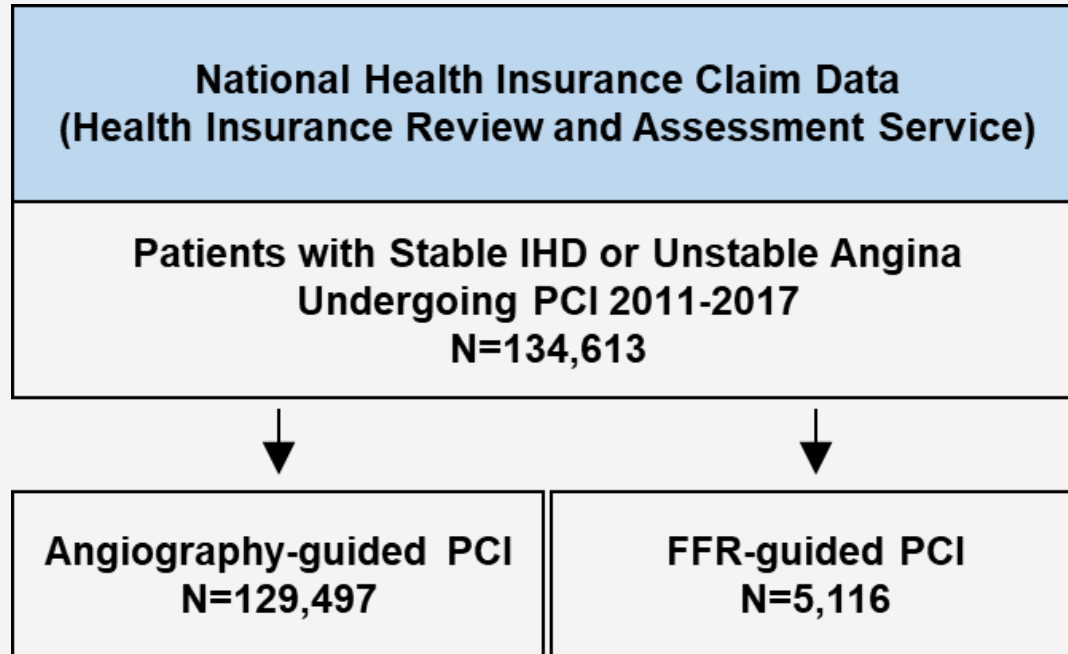 National Health Insurance Claim Data
(Health Insurance Review and Assessment Service)
Patients with Stable IHD or Unstable Angina
Undergoing PCI 2011-2017
N=134,613
Angiography-guided PCI
N=129,497
FFR-guided PCI
N=5,116